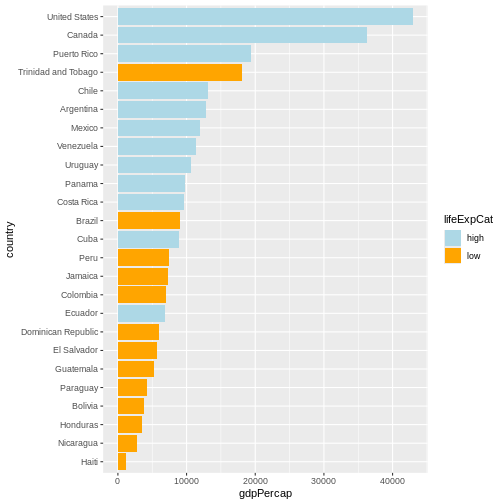 United States
Canada
Puerto Rico
Trinidad and Tobago
Chile
Argentina
Mexico
Venezuela
Uruguay
Panama
Costa Rica
Brazil
Cuba
Peru
Jamaica
Colombia
Ecuador
Dominican Republic
El Salvador
Guatemala
Paraguay
Bolivia
Honduras
Nicaragua
Haiti
country
0 10000 20000 30000 40000
gdpPercap
lifeExpCat
high
low